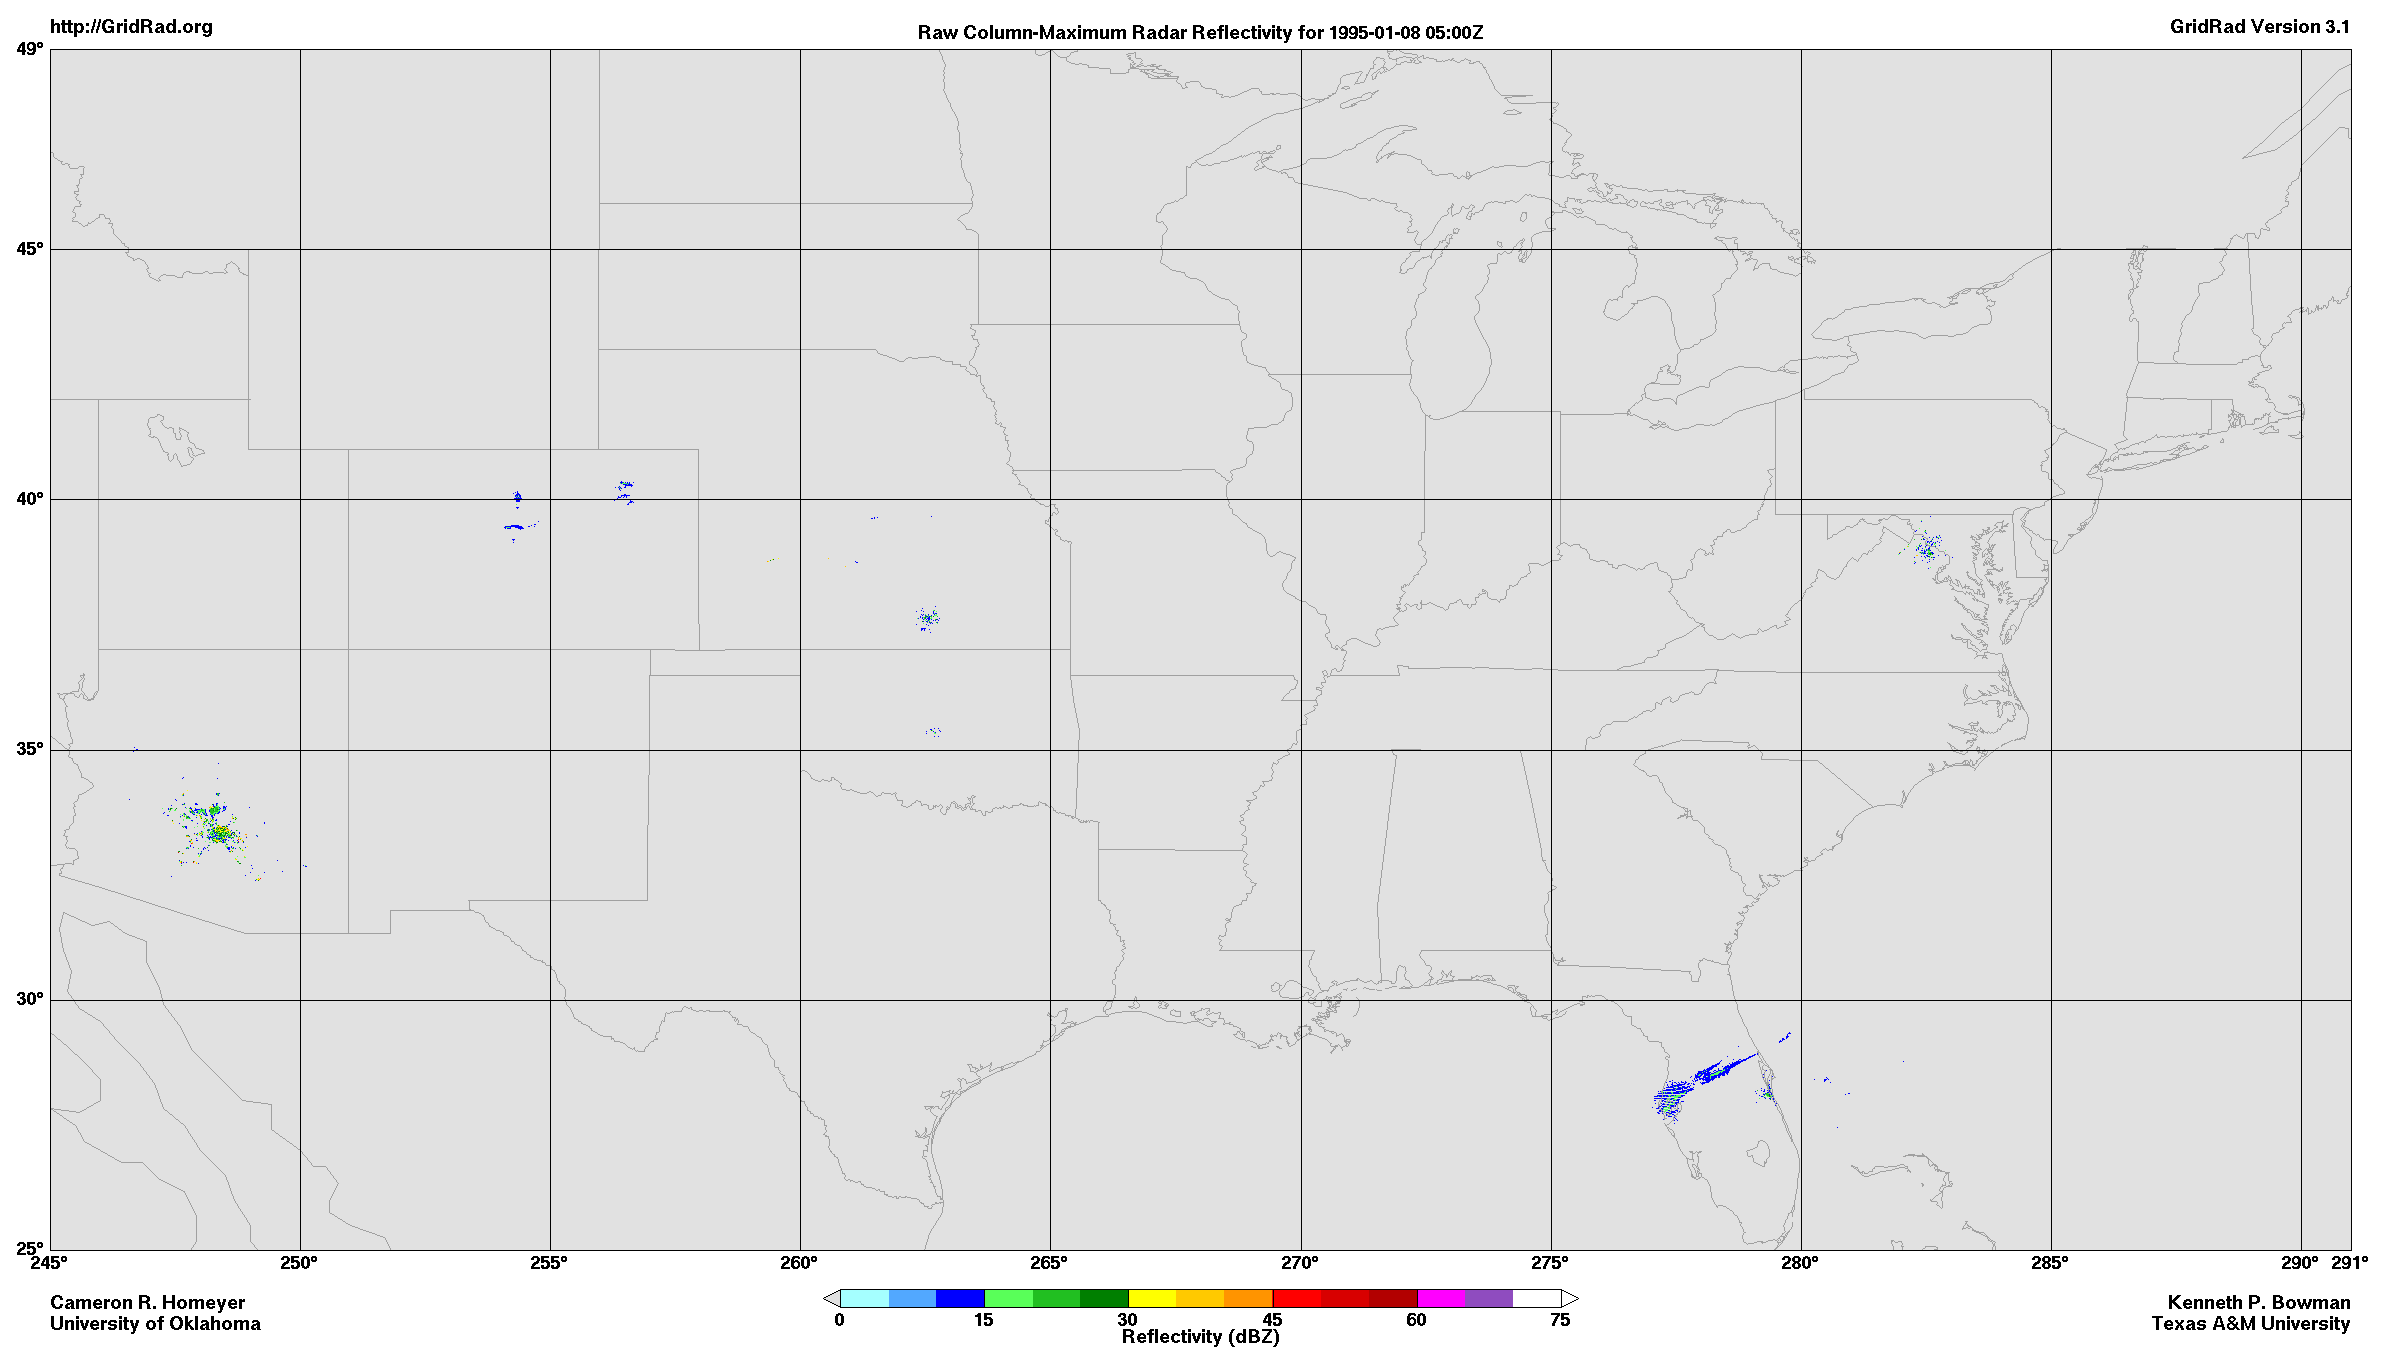 http://GridRad.org
Raw Column-Maximum Radar Reflectivity for 1995-01-08 05:00Z
GridRad Version 3.1
49°
45°
40°
35°
30°
25°
245° 250° 255° 260° 265° 270° 275° 280° 285° 290° 291°
Cameron R. Homeyer
University of Oklahoma
0 15 30 45 60 75
Reflectivity (dBZ)
Kenneth P. Bowman
Texas A&M University